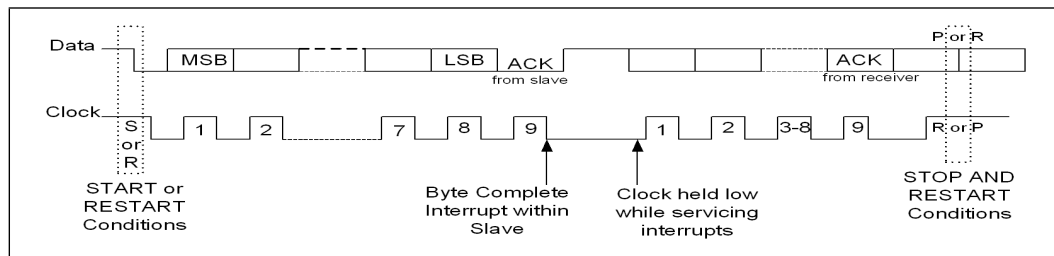 P or R
Data
MSB
LSB
ACK
from slave
ACK
from receiver
Clock
S
or
R
1
2
7
8
9
1
2
3-8
9
R or P
START or
RESTART
Conditions
Byte Complete
Interrupt within
Slave
Clock held low
while servicing
interrupts
STOP AND
RESTART
Conditions